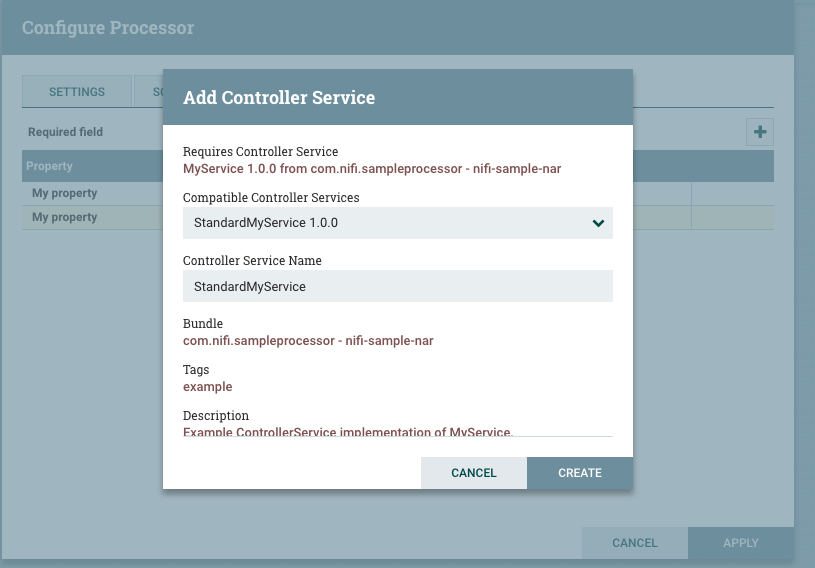 Configure Processor
SETTINGS
SC
Required field
Property
My property
My property
Add Controller Service
Requires Controller Service
MyService 1.0.0 from com.nifi.sampleprocessor - nifi-sample-nar
Compatible Controller Services
StandardMyService 1.0.0
Controller Service Name
StandardMyService
Bundle
com.nifi.sampleprocessor - nifi-sample-nar
Tags
example
Description
Example ControllerService implementation of MyService.
CANCEL
CREATE
CANCEL
APPLY